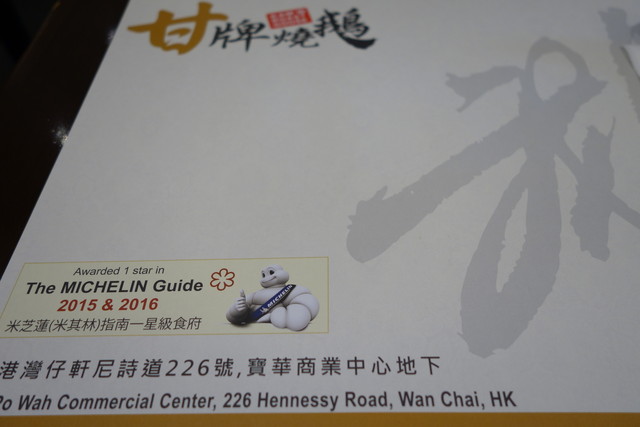 甘牌燒鵝
Awarded 1 star in
The MICHELIN Guide
2015 & 2016
米芝蓮(米其林)指南一星級食府
MICHELIN
港灣仔軒尼詩道226號,寶華商業中心地下
Po Wah Commercial Center, 226 Hennessy Road, Wan Chai, HK